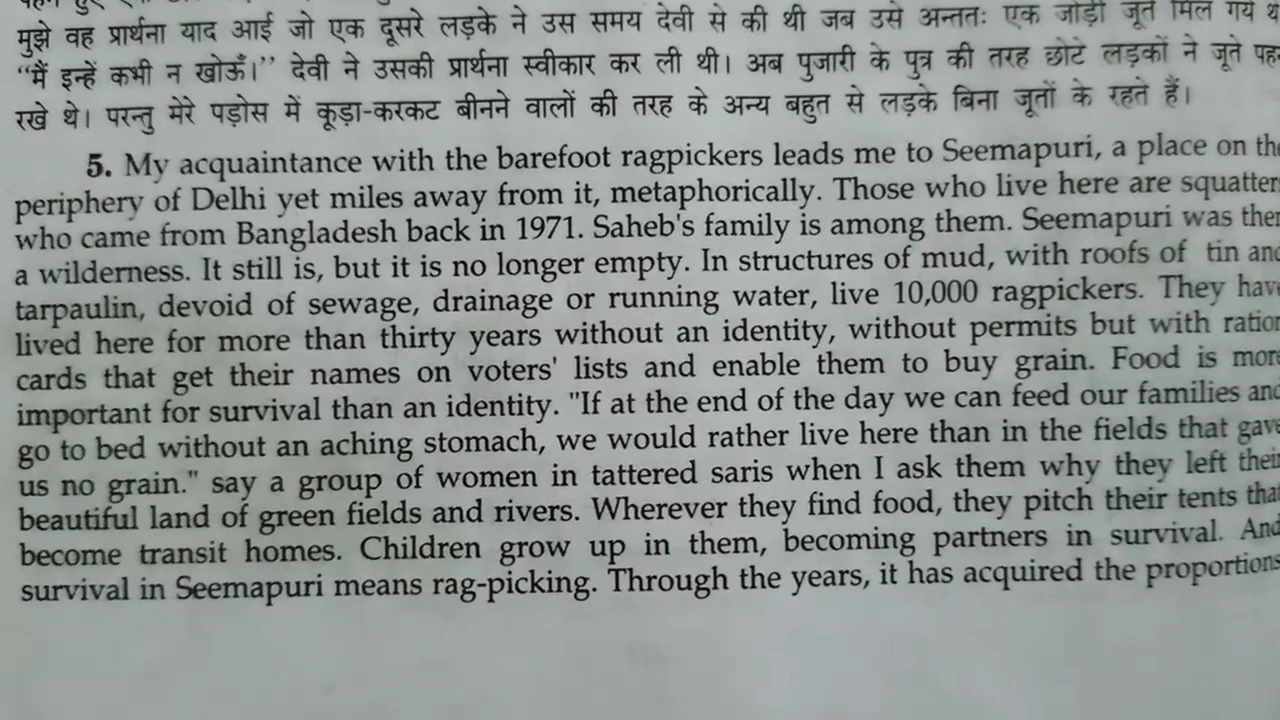 मुझे वह प्रार्थना याद आई जो एक दूसरे लड़के ने उस समय देवी से की थी जब उसे अन्ततः एक जोड़ी जूते मिल गये
“मैं इन्हें कभी न खोऊँ।” देवी ने उसकी प्रार्थना स्वीकार कर ली थी। अब पुजारी के पुत्र की तरह छोटे लड़कों ने जूते
रखे थे। परन्तु मेरे पड़ोस में कूड़ा-करकट बीनने वालों की तरह के अन्य बहुत से लड़के बिना जूतों के रहते हैं।
5. My acquaintance with the barefoot ragpickers leads me to Seemapuri, a place on the
periphery of Delhi yet miles away from it, metaphorically. Those who live here are squatters
who came from Bangladesh back in 1971. Saheb's family is among them. Seemapuri was then
a wilderness. It still is, but it is no longer empty. In structures of mud, with roofs of tin and
tarpaulin, devoid of sewage, drainage or running water, live 10,000 ragpickers. They have
lived here for more than thirty years without an identity, without permits but with ration
cards that get their names on voters' lists and enable them to buy grain. Food is more
important for survival than an identity. "If at the end of the day we can feed our families and
go to bed without an aching stomach, we would rather live here than in the fields that gave
us no grain." say a group of women in tattered saris when I ask them why they left their
beautiful land of green fields and rivers. Wherever they find food, they pitch their tents that
become transit homes. Children grow up in them, becoming partners in survival. And
survival in Seemapuri means rag-picking. Through the years, it has acquired the proportions